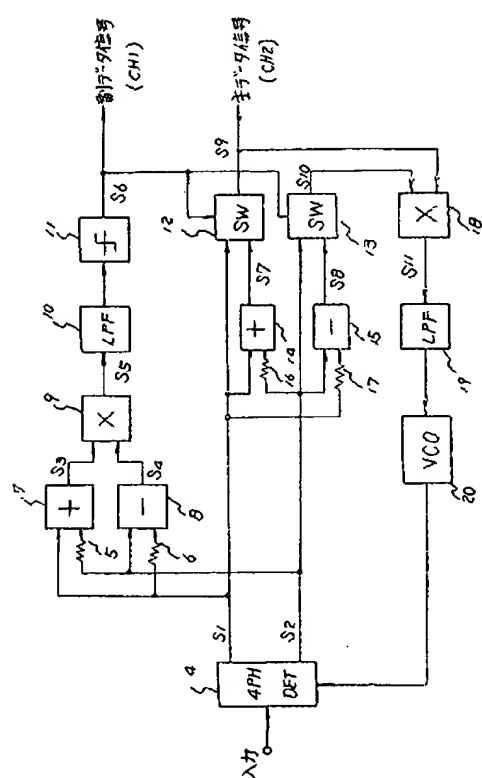 副データ信号
(CH1)
主データ信号
(CH2)
S6
11
10
LPF
S5
9
X
S3
S4
7
+
5
8
−
6
S9
12
SW
S10
SW
13
S7
+
14
16
S8
−
15
17
X
18
S11
LPF
19
VCO
20
S1
S2
4
4PH
DET
入力